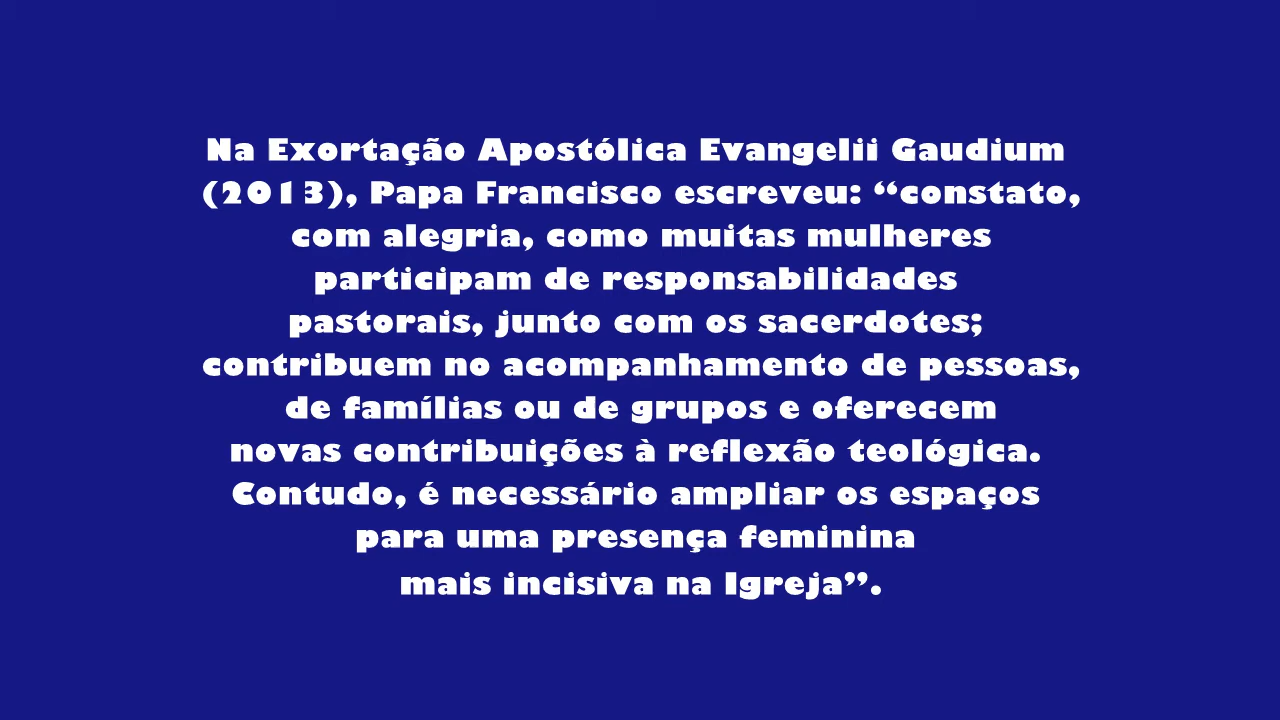 Na Exortação Apostólica Evangelii Gaudium
(2013), Papa Francisco escreveu: “constato,
com alegria, como muitas mulheres
participam de responsabilidades
pastorais, junto com os sacerdotes;
contribuem no acompanhamento de pessoas,
de famílias ou de grupos e oferecem
novas contribuições à reflexão teológica.
Contudo, é necessário ampliar os espaços
para uma presença feminina
mais incisiva na Igreja”.